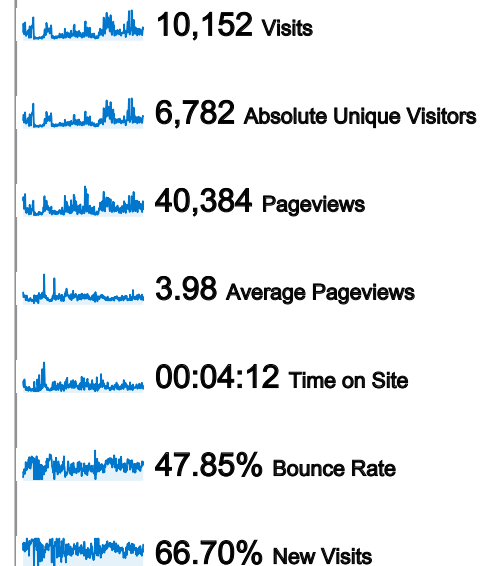 10,152 Visits
6,782 Absolute Unique Visitors
40,384 Pageviews
3.98 Average Pageviews
00:04:12 Time on Site
47.85% Bounce Rate
66.70% New Visits